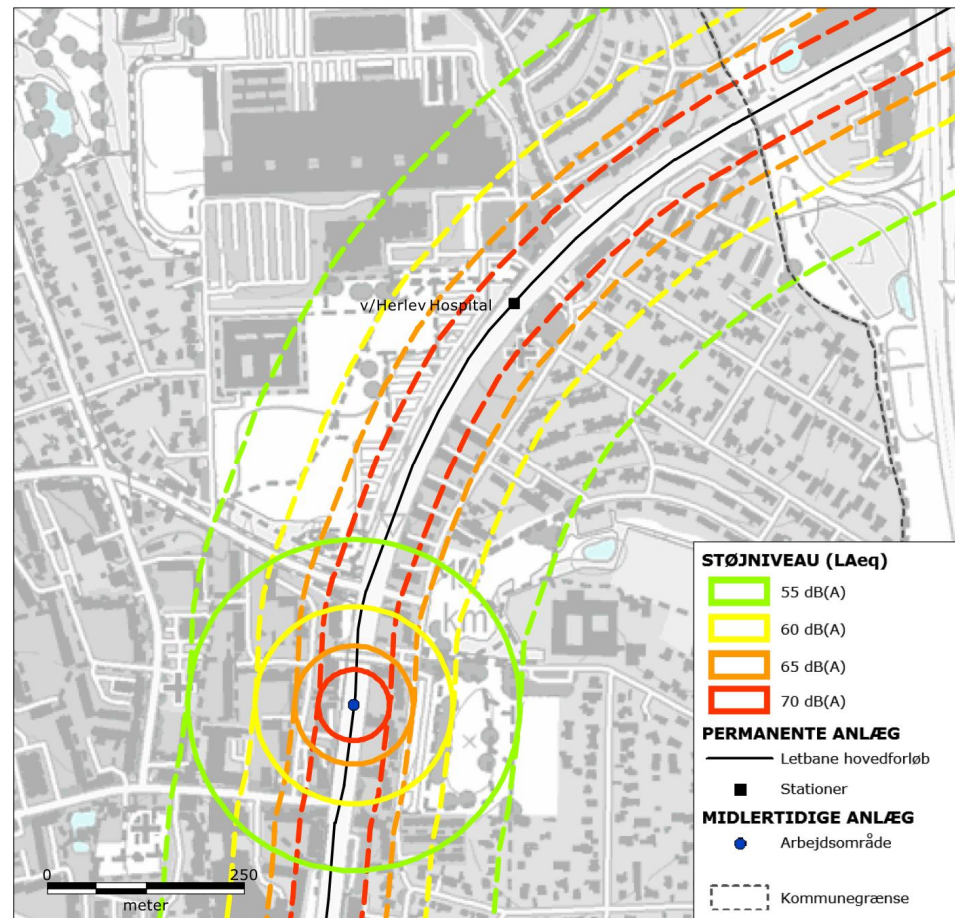 v/Herlev Hospital
km
STØJNIVEAU (LAeq)
55 dB(A)
60 dB(A)
65 dB(A)
70 dB(A)
PERMANENTE ANLÆG
Letbane hovedforløb
Stationer
MIDLERTIDIGE ANLÆG
Arbejdsområde
Kommunegrænse
0 250
meter